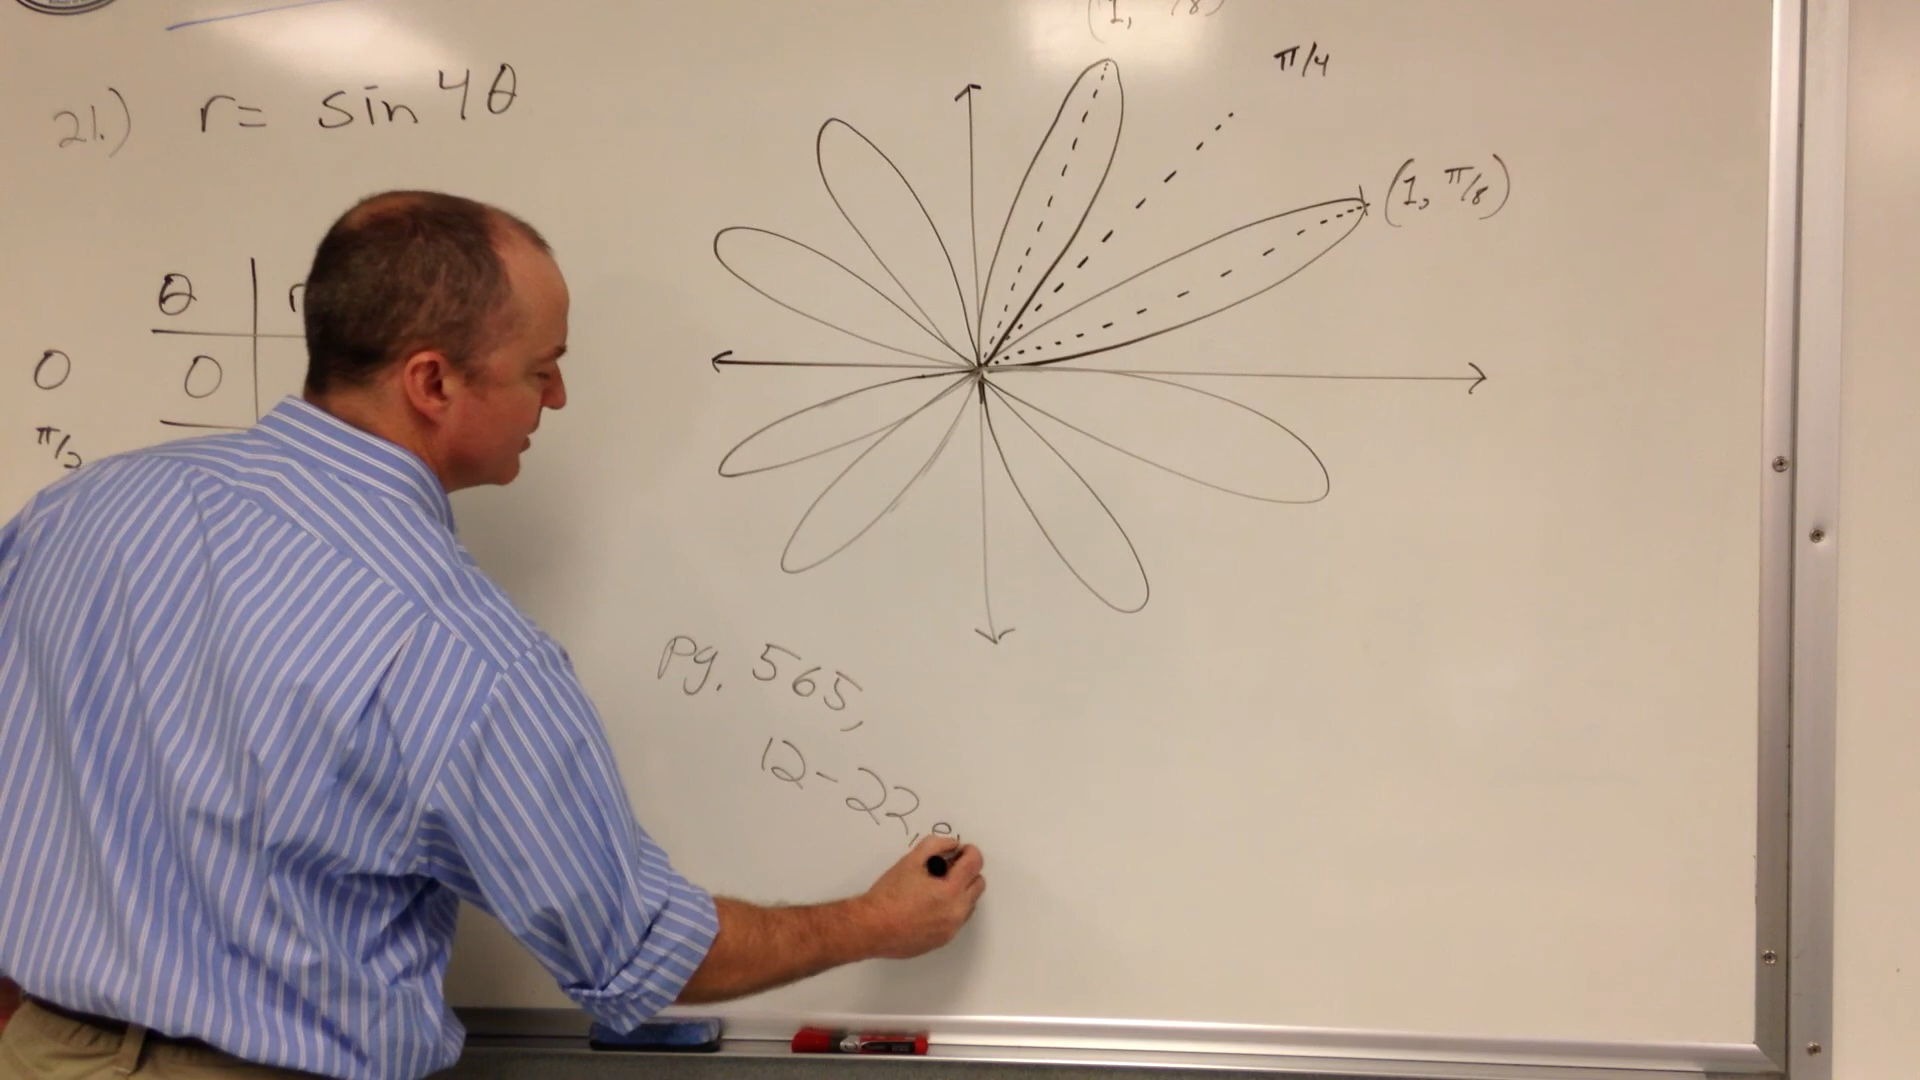 21.) r= sin 4θ
π/4
(1, π/8)
θ
0 0
π/2
pg. 565,
12-22,